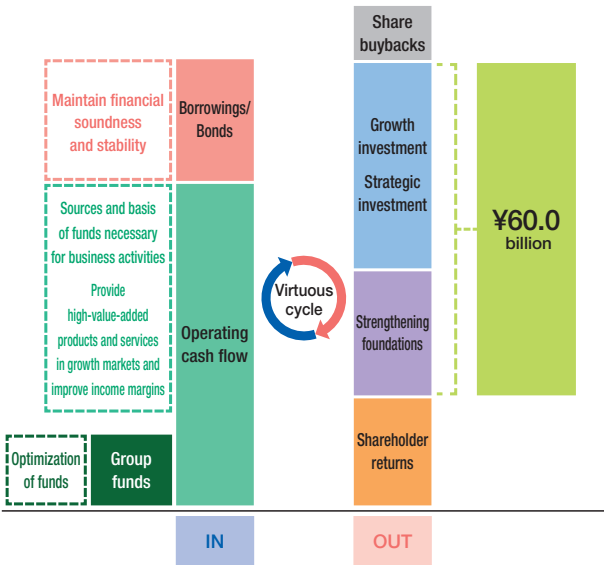 Share
buybacks
Maintain financial
soundness
and stability
Borrowings/
Bonds
Growth
investment
Strategic
investment
¥60.0
billion
Sources and basis
of funds necessary
for business activities
Provide
high-value-added
products and services
in growth markets and
improve income margins
Operating
cash flow
Virtuous
cycle
Strengthening
foundations
Optimization
of funds
Group
funds
Shareholder
returns
IN
OUT